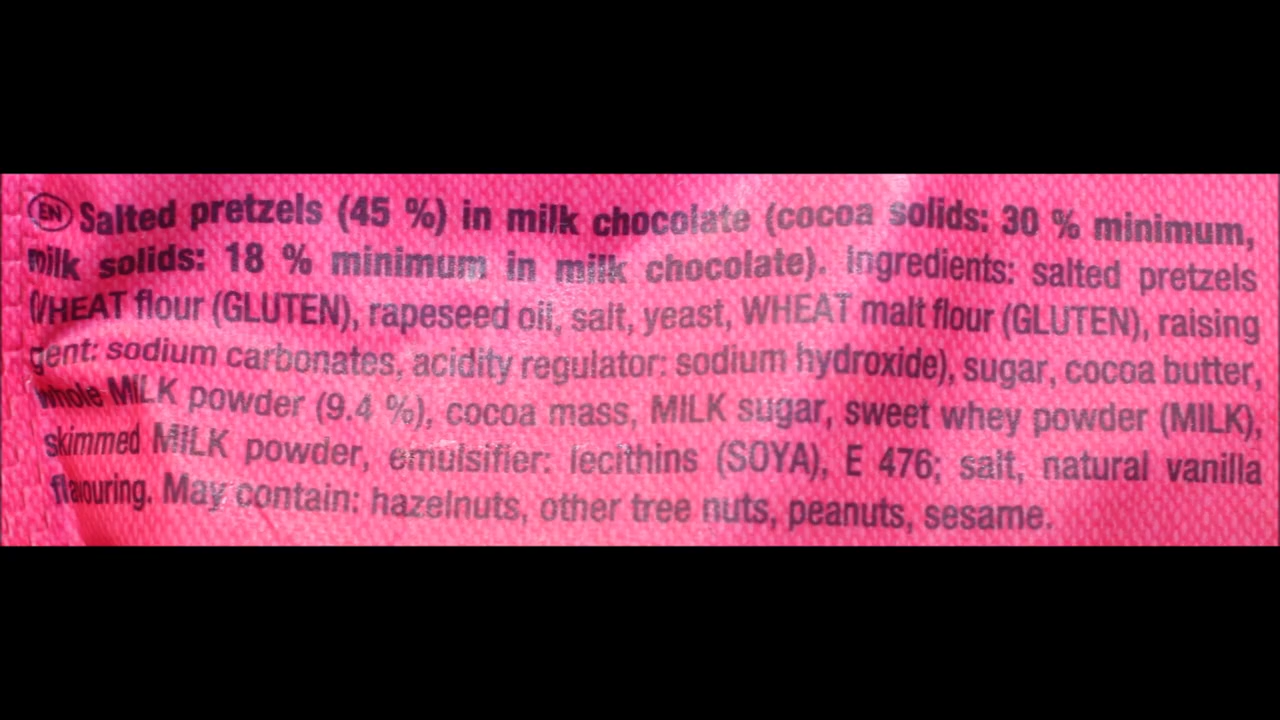 EN Salted pretzels (45 %) in milk chocolate (cocoa solids: 30 % minimum,
milk solids: 18 % minimum in milk chocolate). Ingredients: salted pretzels
(WHEAT flour (GLUTEN), rapeseed oil, salt, yeast, WHEAT malt flour (GLUTEN), raising
agent: sodium carbonates, acidity regulator: sodium hydroxide), sugar, cocoa butter,
whole MILK powder (9.4 %), cocoa mass, MILK sugar, sweet whey powder (MILK),
skimmed MILK powder, emulsifier: lecithins (SOYA), E 476; salt, natural vanilla
flavouring. May contain: hazelnuts, other tree nuts, peanuts, sesame.